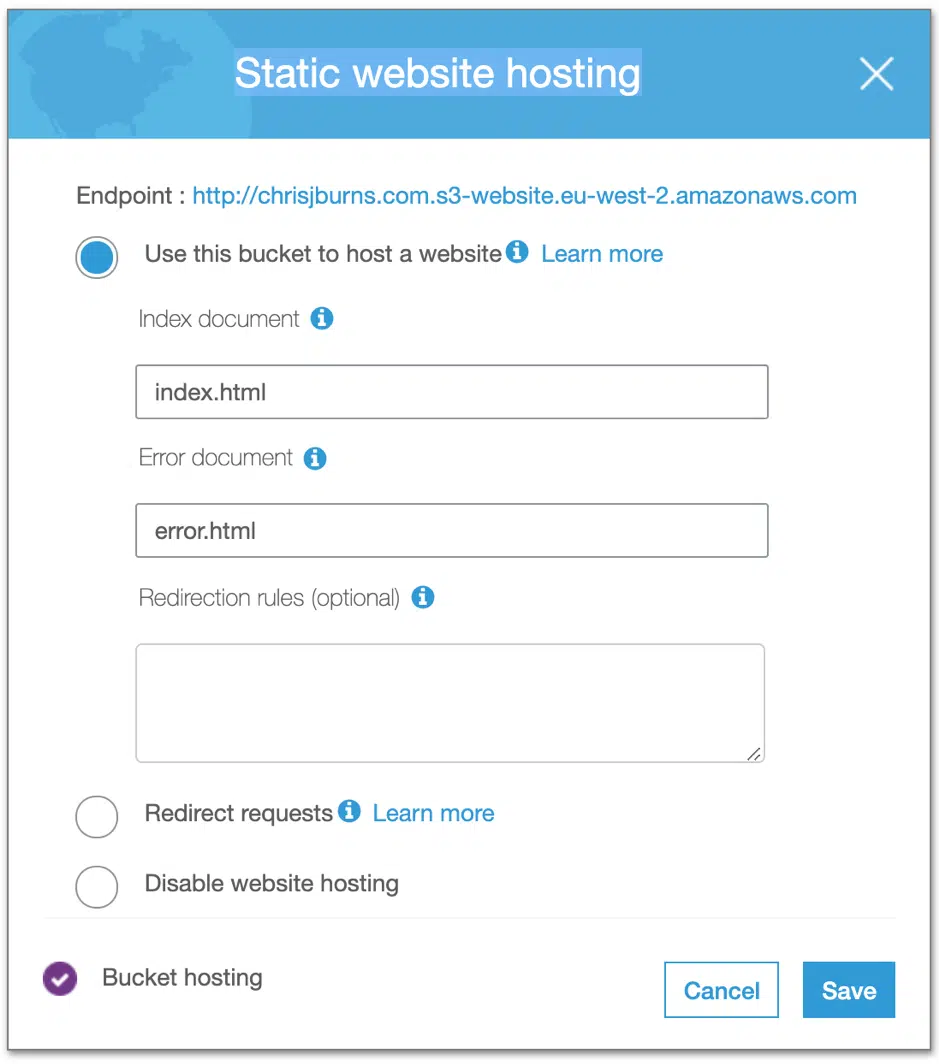 Static website hosting
Endpoint : http://chrisjburns.com.s3-website.eu-west-2.amazonaws.com
Use this bucket to host a website Learn more
Index document
index.html
Error document
error.html
Redirection rules (optional)
Redirect requests Learn more
Disable website hosting
Bucket hosting
Cancel Save